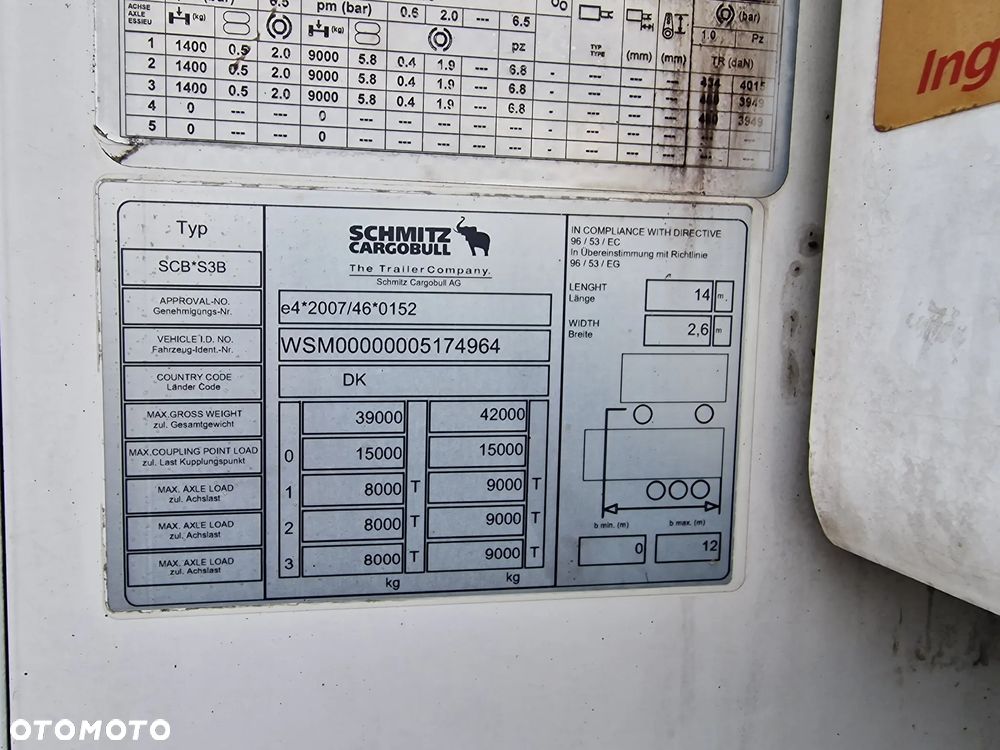 pm (bar)
ACHSE
AXLE
ESSIEU
(kg)
6.5
0.6 2.0 --- 6.5
(bar)
1.0 Pz
pz
TYP
TYPE
(mm) (mm) TR (daN)
1 1400 0.5 2.0 9000 5.8 0.4 1.9 --- 6.8 - --- --- --- 434 4015
2 1400 0.5 2.0 9000 5.8 0.4 1.9 --- 6.8 - --- --- --- 440 3949
3 1400 0.5 2.0 9000 5.8 0.4 1.9 --- 6.8 - --- --- --- 440 3949
4 0 --- --- 0 --- --- --- --- --- - --- --- --- --- ---
5 0 --- --- 0 --- --- --- --- --- - --- --- --- --- ---
Ing
Typ
SCB*S3B
SCHMITZ
CARGOBULL
The Trailer Company.
Schmitz Cargobull AG
APPROVAL-NO.
Genehmigungs-Nr.
e4*2007/46*0152
VEHICLE I.D. NO.
Fahrzeug-Ident.-Nr.
WSM00000005174964
COUNTRY CODE
Länder Code
DK
MAX.GROSS WEIGHT
zul. Gesamtgewicht
39000 42000
MAX.COUPLING POINT LOAD
zul. Last Kupplungspunkt
0 15000 15000
MAX. AXLE LOAD
zul. Achslast
1 8000 T 9000 T
MAX. AXLE LOAD
zul. Achslast
2 8000 T 9000 T
MAX. AXLE LOAD
zul. Achslast
3 8000 T 9000 T
kg kg
IN COMPLIANCE WITH DIRECTIVE
96 / 53 / EC
In Übereinstimmung mit Richtlinie
96 / 53 / EG
LENGHT
Länge
14 m
WIDTH
Breite
2,6 m
b min. (m) b max. (m)
0 12
OTOMOTO